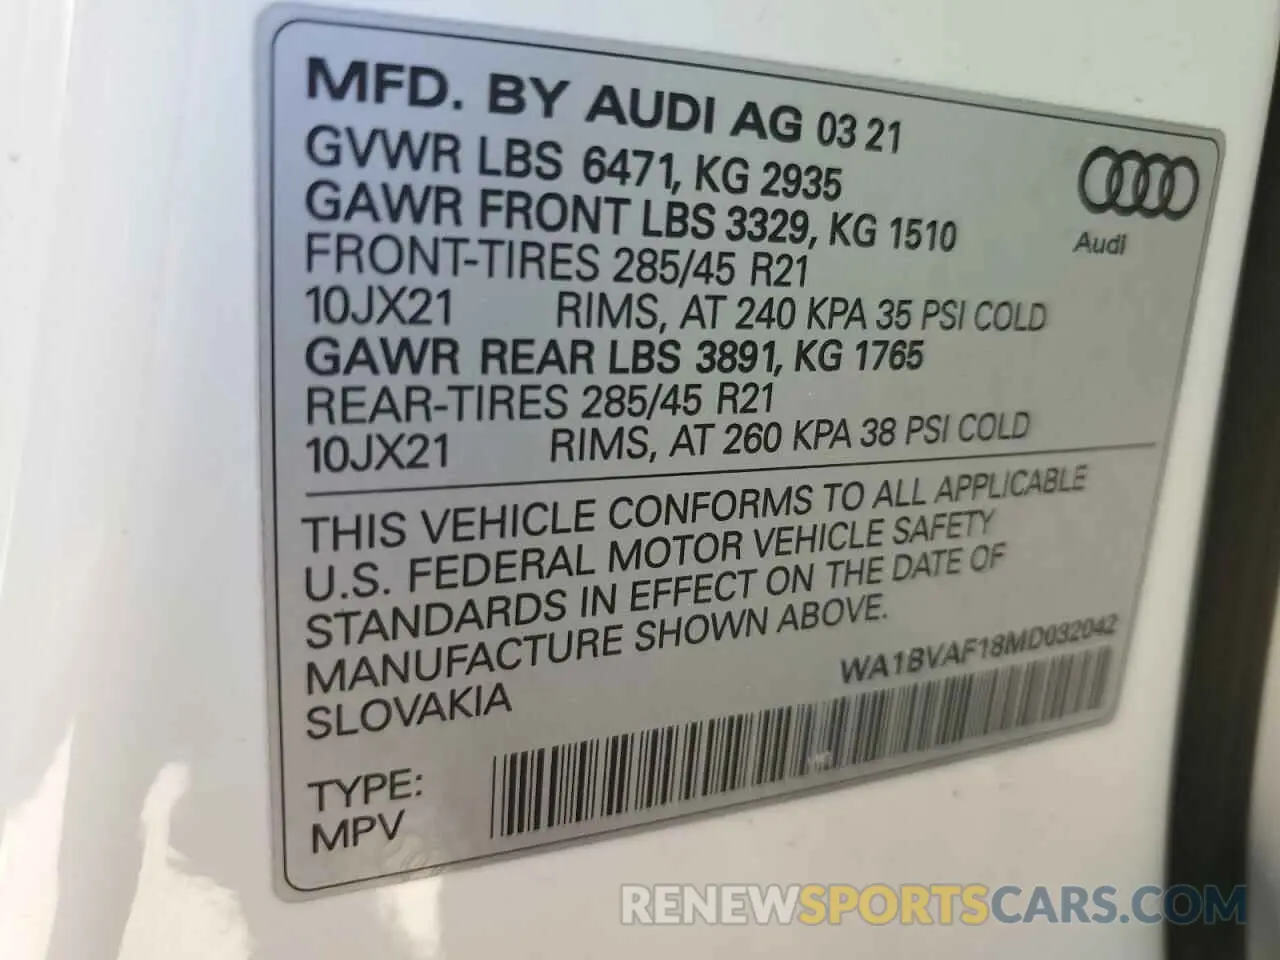 MFD. BY AUDI AG 03 21
GVWR LBS 6471, KG 2935
GAWR FRONT LBS 3329, KG 1510
FRONT-TIRES 285/45 R21
10JX21 RIMS, AT 240 KPA 35 PSI COLD
GAWR REAR LBS 3891, KG 1765
REAR-TIRES 285/45 R21
10JX21 RIMS, AT 260 KPA 38 PSI COLD
Audi
THIS VEHICLE CONFORMS TO ALL APPLICABLE
U.S. FEDERAL MOTOR VEHICLE SAFETY
STANDARDS IN EFFECT ON THE DATE OF
MANUFACTURE SHOWN ABOVE.
SLOVAKIA
WA1BVAF18MD032042
TYPE:
MPV
RENEWSPORTSCARS.COM